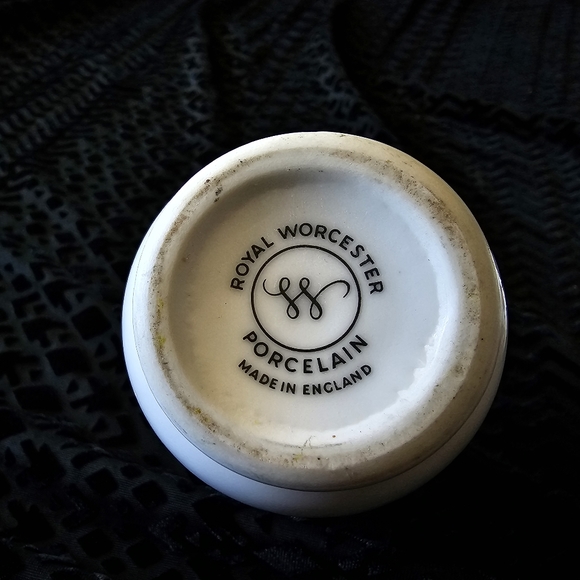 ROYAL WORCESTER
W
PORCELAIN
MADE IN ENGLAND